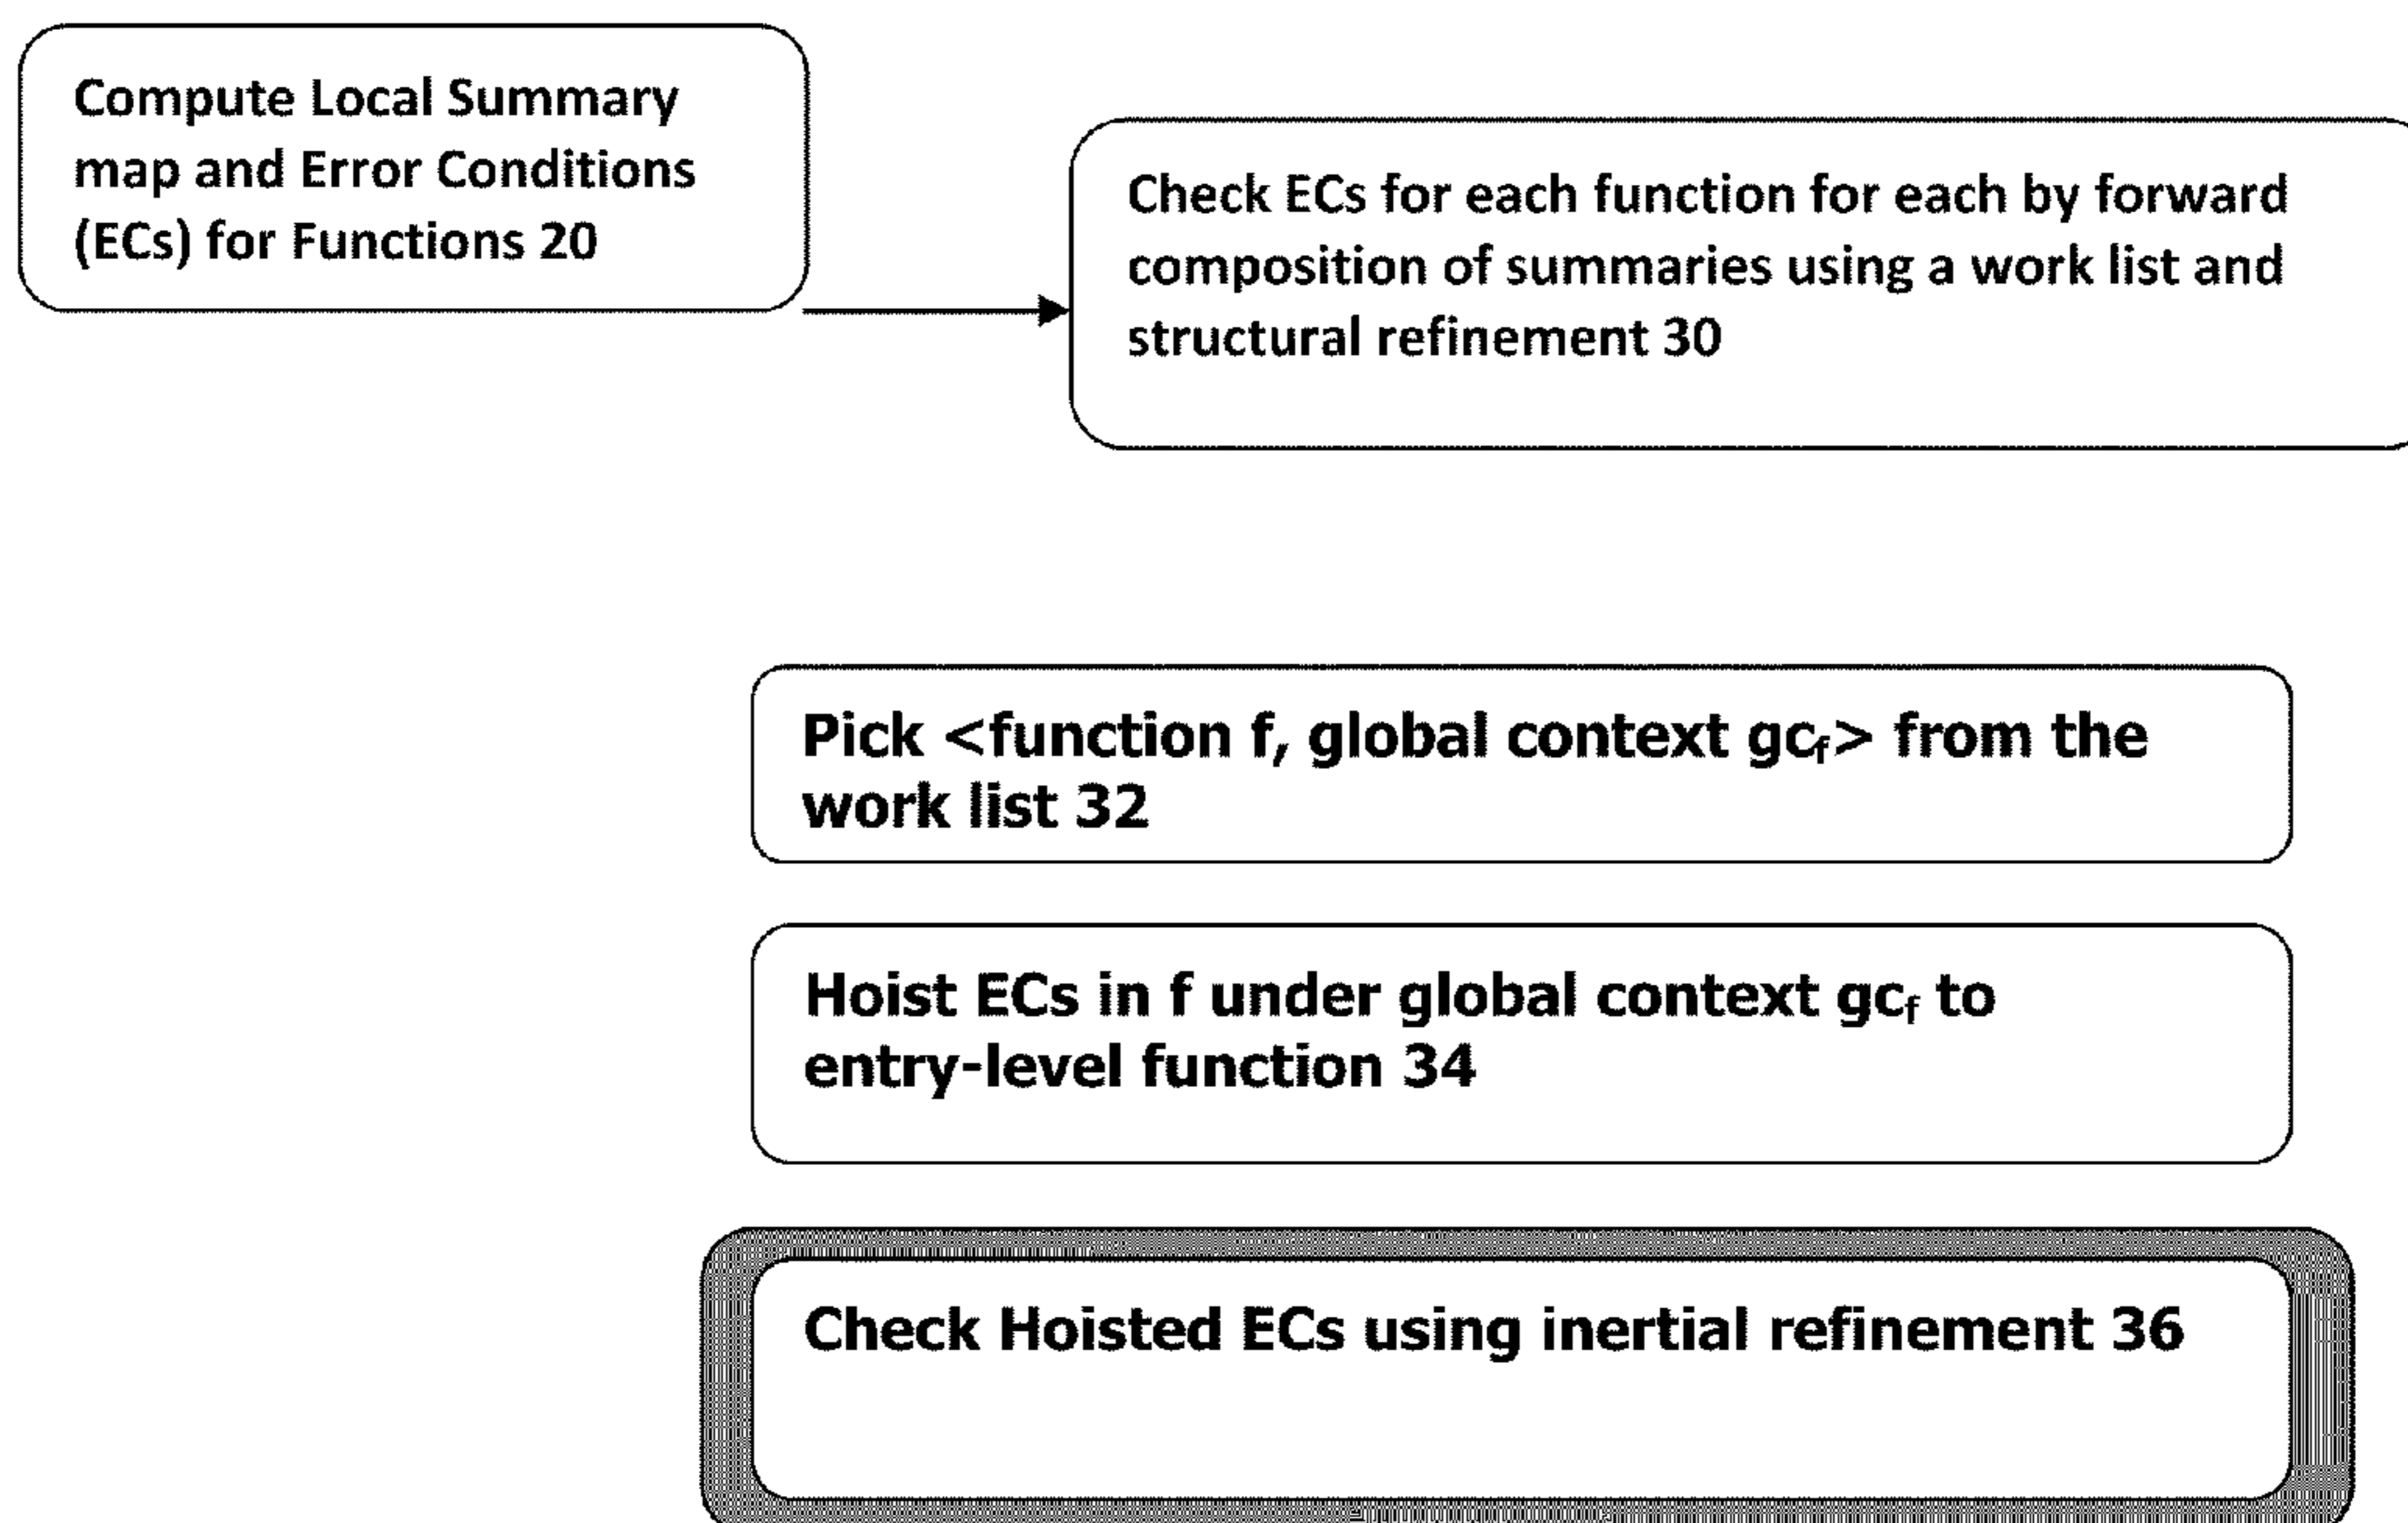 Compute Local Summary
map and Error Conditions
(ECs) for Functions 20
Check ECs for each function for each by forward
composition of summaries using a work list and
structural refinement 30
Pick <function f, global context gcf> from the
work list 32
Hoist ECs in f under global context gcf to
entry-level function 34
Check Hoisted ECs using inertial refinement 36